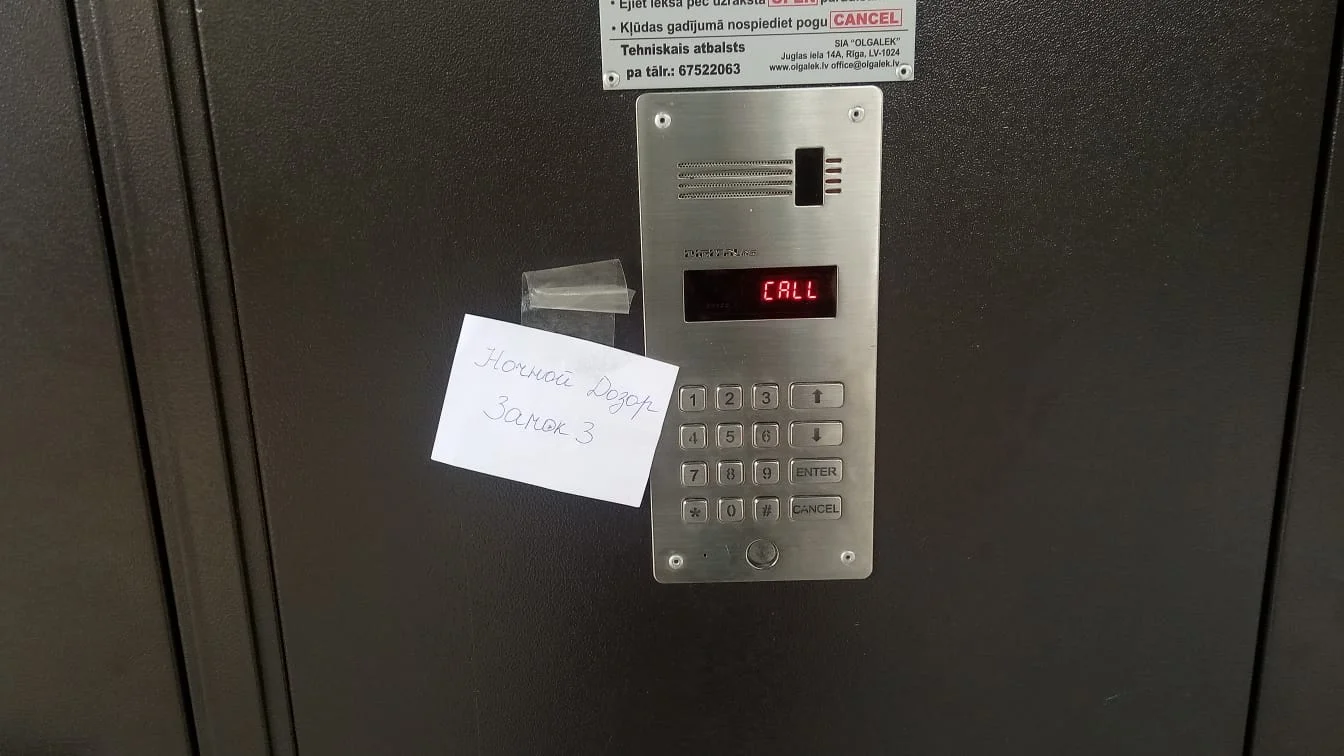 • Ejiet iekšā pēc uzraksta OPEN
• Kļūdas gadījumā nospiediet pogu CANCEL
Tehniskais atbalsts
pa tālr.: 67522063
SIA "OLGALEK"
Juglas iela 14A, Rīga, LV-1024
www.olgalek.lv office@olgalek.lv
CALL
Ночной Дозор
Замок 3
1 2 3 ⬆
4 5 6 ⬇
7 8 9 ENTER
* 0 # CANCEL